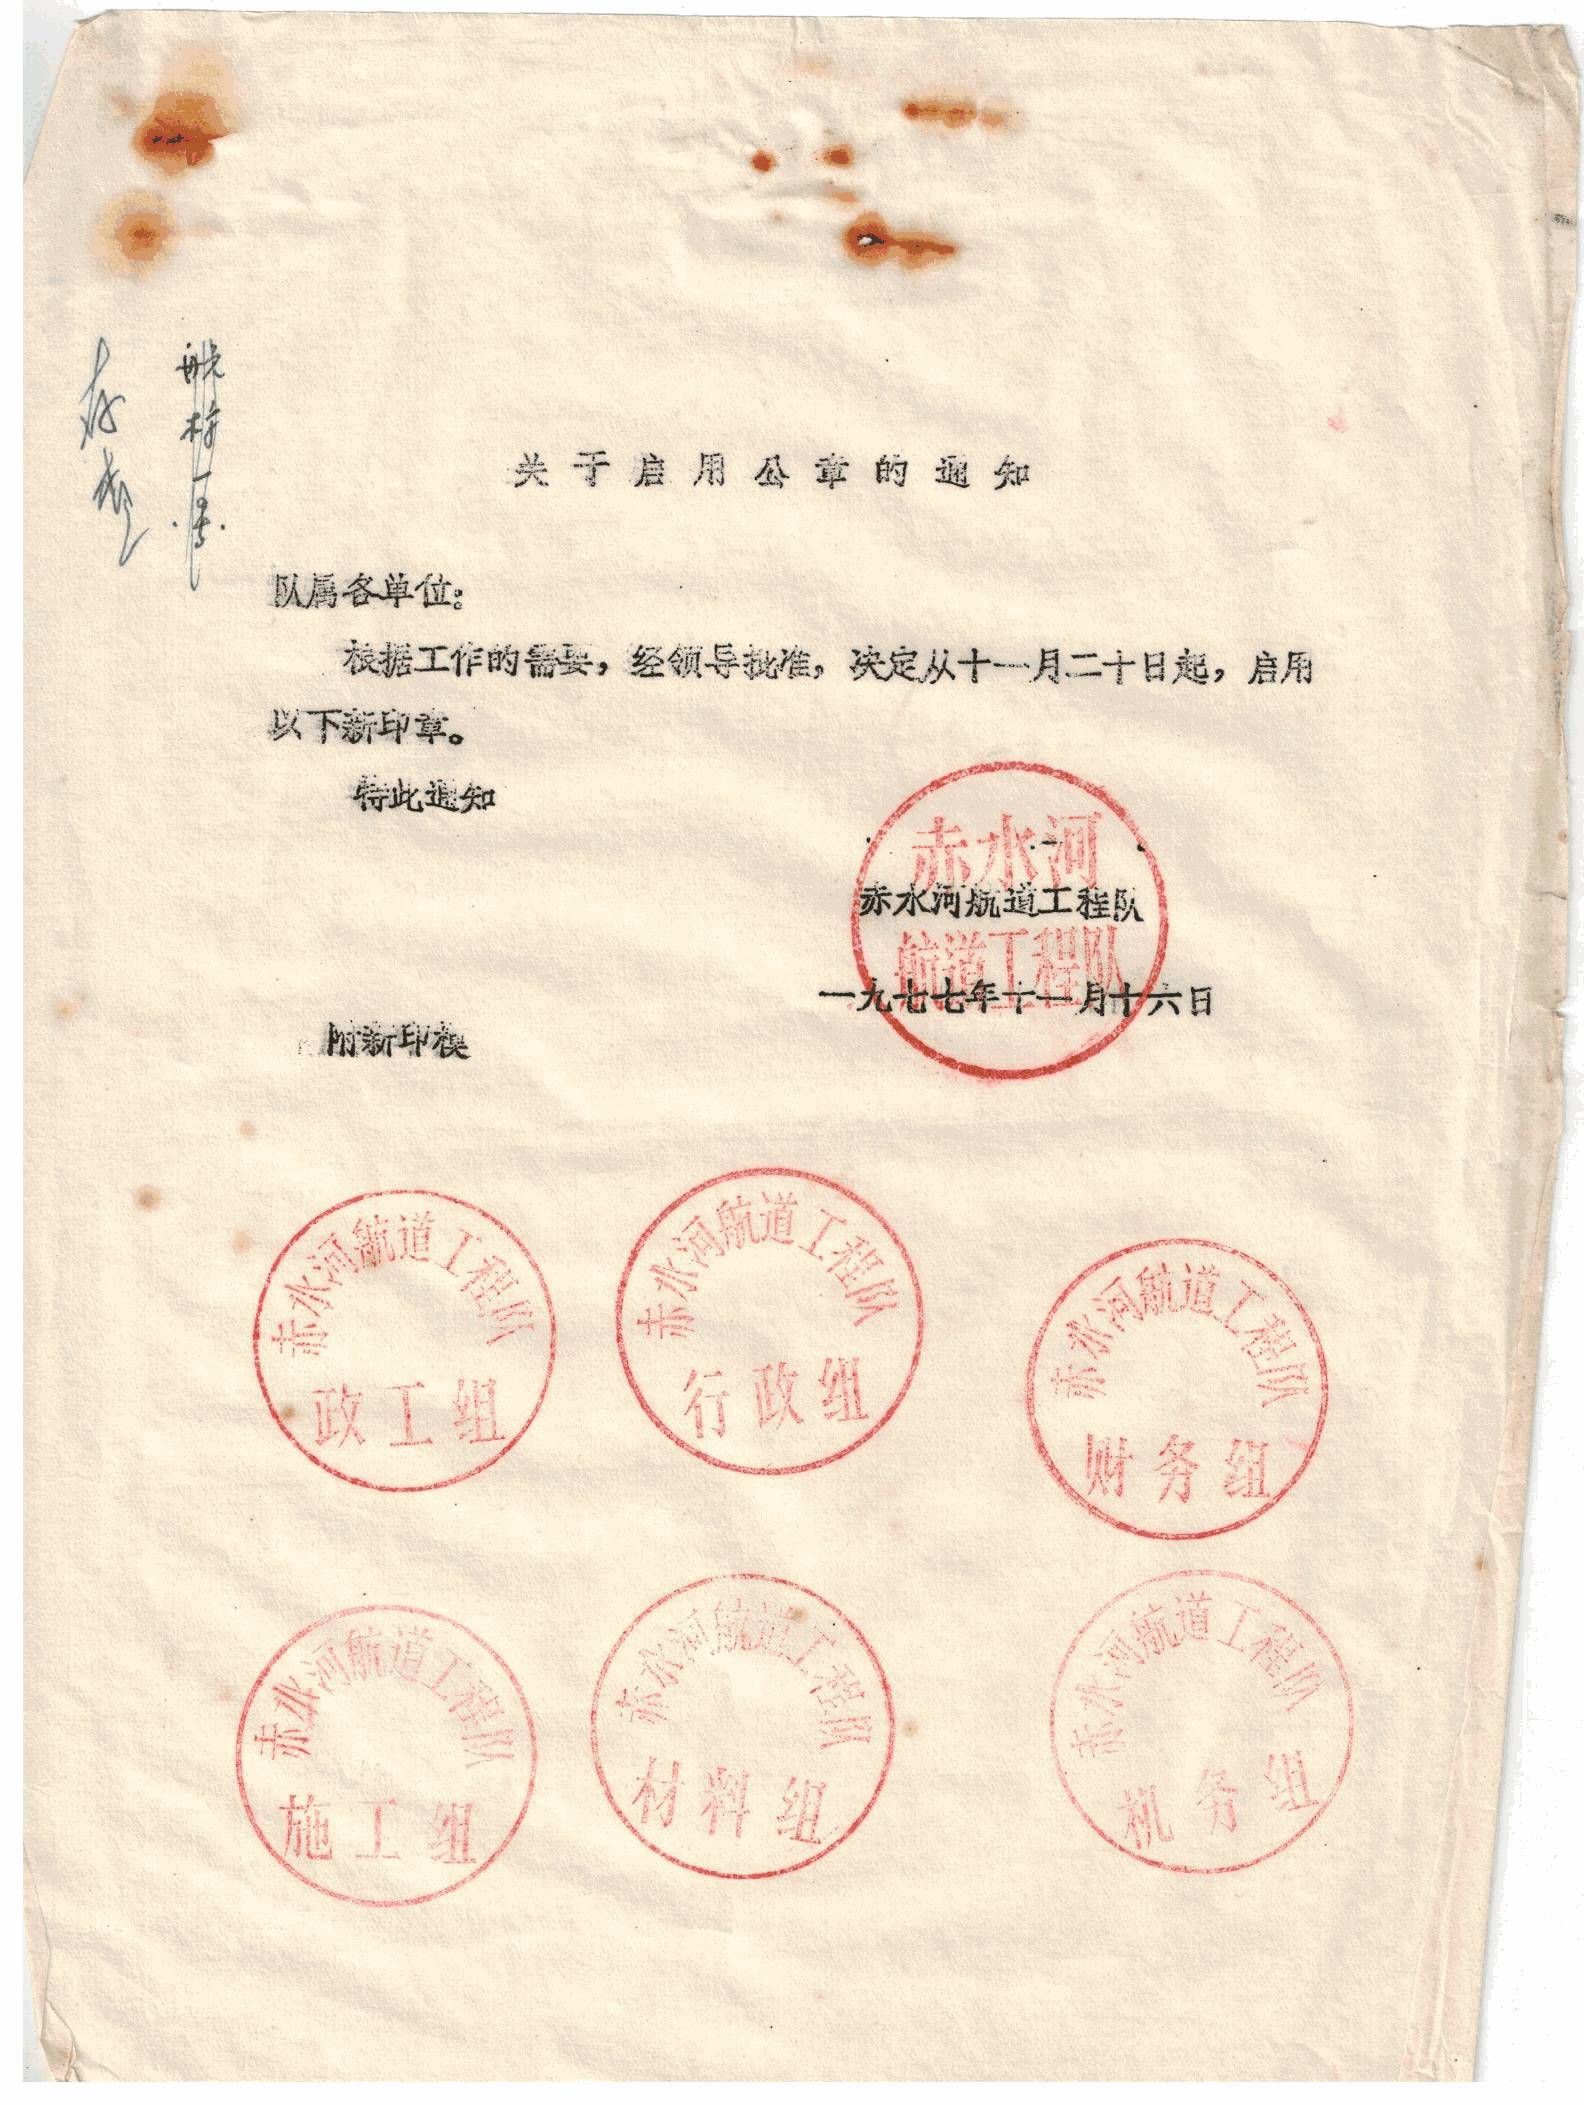 关于启用公章的通知
队属各单位：
根据工作的需要，经领导批准，决定从十一月二十日起，启用
以下新印章。
特此通知
赤水河
赤水河航道工程队
航道工程队
一九七七年十一月十六日
附新印模
赤水河航道工程队
政工组
赤水河航道工程队
行政组
赤水河航道工程队
财务组
赤水河航道工程队
施工组
赤水河航道工程队
材料组
赤水河航道工程队
机务组